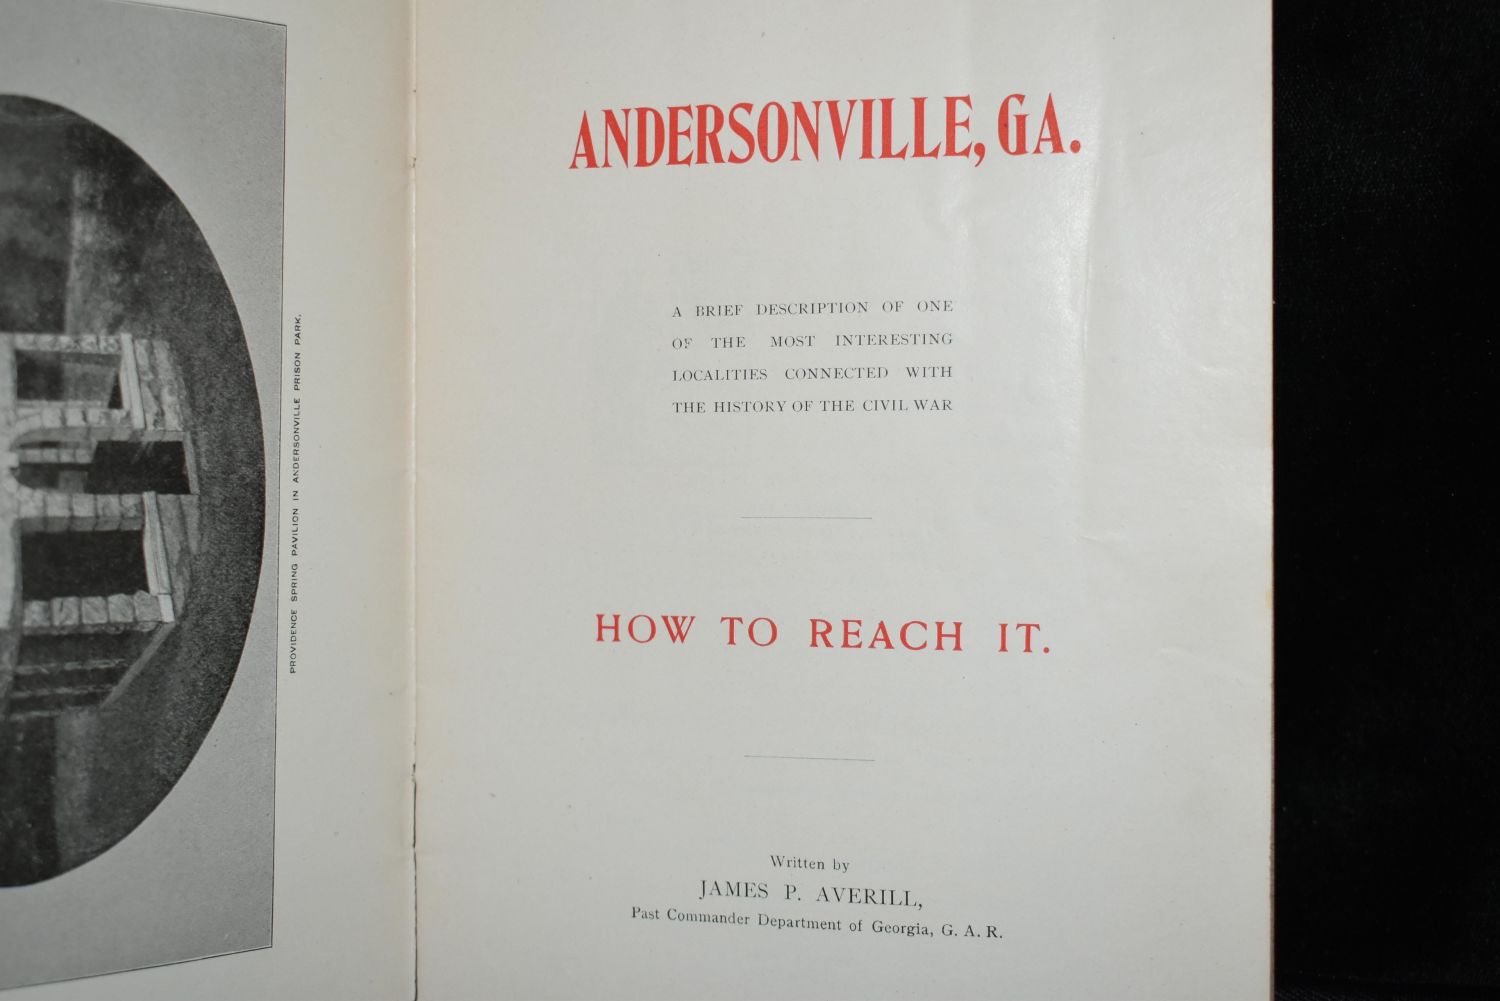 PROVIDENCE SPRING PAVILION IN ANDERSONVILLE PRISON PARK.
ANDERSONVILLE, GA.
A BRIEF DESCRIPTION OF ONE
OF THE MOST INTERESTING
LOCALITIES CONNECTED WITH
THE HISTORY OF THE CIVIL WAR
HOW TO REACH IT.
Written by
JAMES P. AVERILL,
Past Commander Department of Georgia, G. A. R.